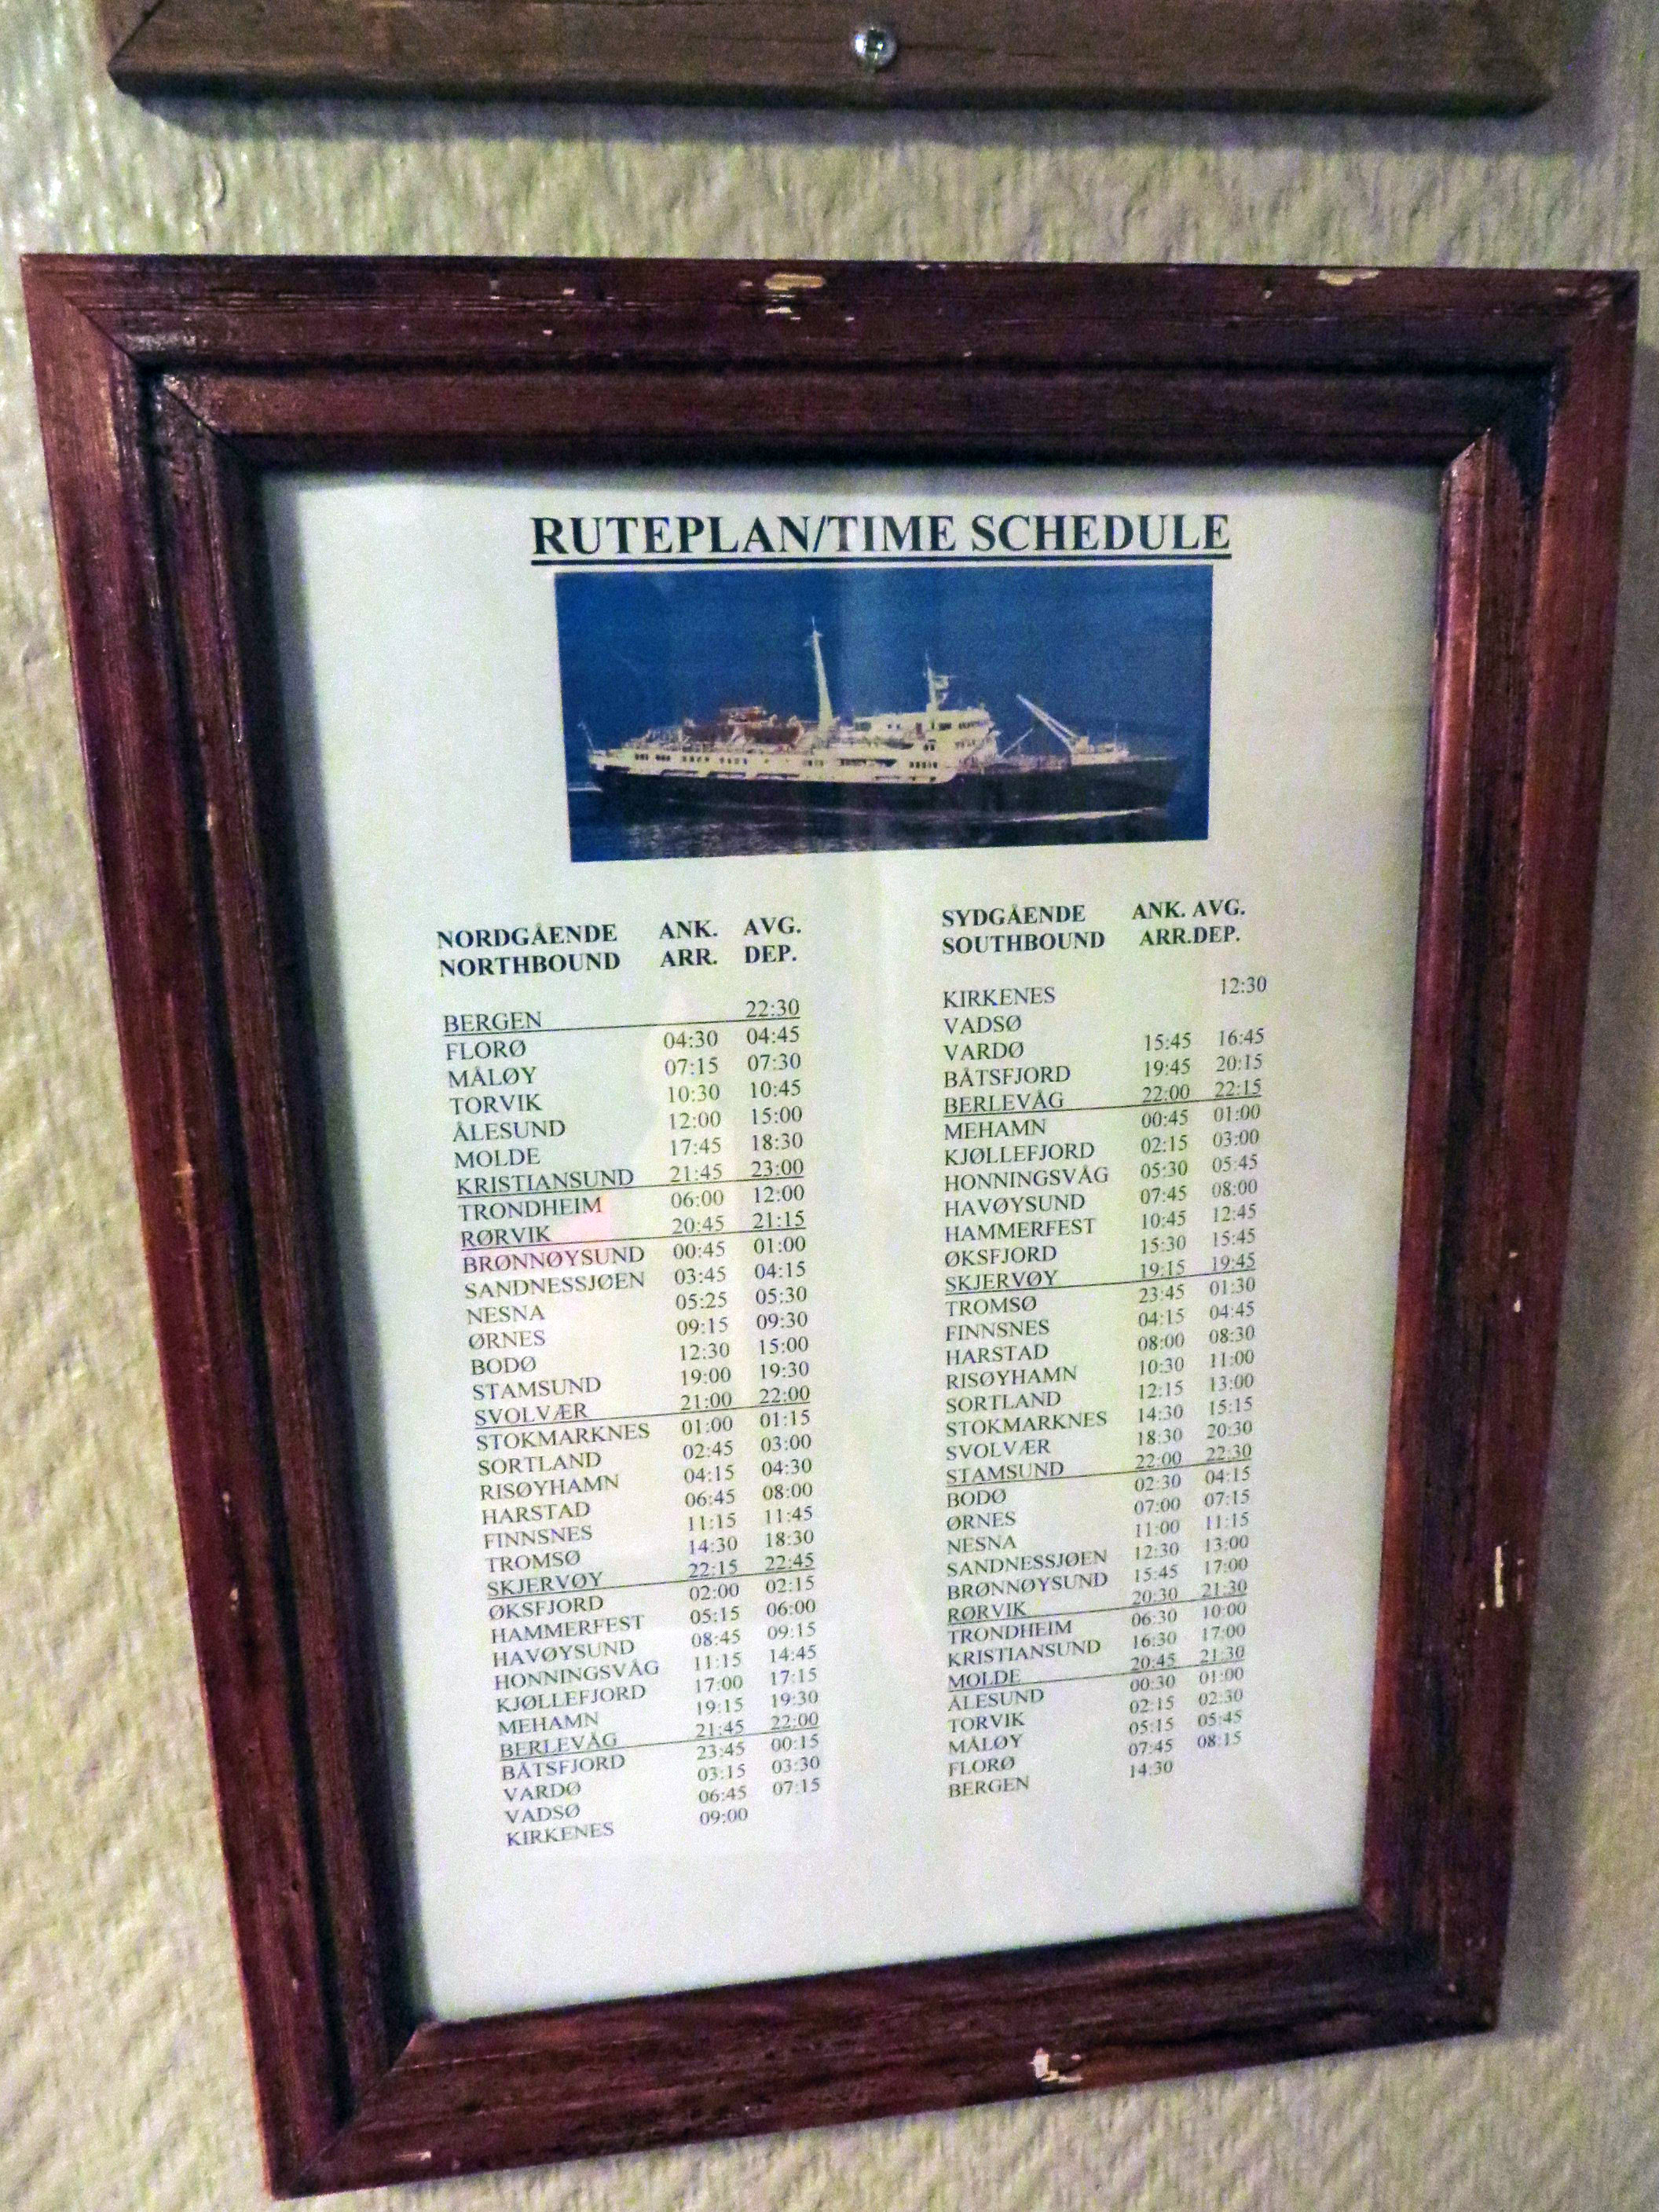 RUTEPLAN/TIME SCHEDULE
NORDGÅENDE ANK. AVG.
NORTHBOUND ARR. DEP.
BERGEN 22:30
FLORØ 04:30 04:45
MÅLØY 07:15 07:30
TORVIK 10:30 10:45
ÅLESUND 12:00 15:00
MOLDE 17:45 18:30
KRISTIANSUND 21:45 23:00
TRONDHEIM 06:00 12:00
RØRVIK 20:45 21:15
BRØNNØYSUND 00:45 01:00
SANDNESSJØEN 03:45 04:15
NESNA 05:25 05:30
ØRNES 09:15 09:30
BODØ 12:30 15:00
STAMSUND 19:00 19:30
SVOLVÆR 21:00 22:00
STOKMARKNES 01:00 01:15
SORTLAND 02:45 03:00
RISØYHAMN 04:15 04:30
HARSTAD 06:45 08:00
FINNSNES 11:15 11:45
TROMSØ 14:30 18:30
SKJERVØY 22:15 22:45
ØKSFJORD 02:00 02:15
HAMMERFEST 05:15 06:00
HAVØYSUND 08:45 09:15
HONNINGSVÅG 11:15 14:45
KJØLLEFJORD 17:00 17:15
MEHAMN 19:15 19:30
BERLEVÅG 21:45 22:00
BÅTSFJORD 23:45 00:15
VARDØ 03:15 03:30
VADSØ 06:45 07:15
KIRKENES 09:00
SYDGÅENDE ANK. AVG.
SOUTHBOUND ARR.DEP.
KIRKENES 12:30
VADSØ
VARDØ 15:45 16:45
BÅTSFJORD 19:45 20:15
BERLEVÅG 22:00 22:15
MEHAMN 00:45 01:00
KJØLLEFJORD 02:15 03:00
HONNINGSVÅG 05:30 05:45
HAVØYSUND 07:45 08:00
HAMMERFEST 10:45 12:45
ØKSFJORD 15:30 15:45
SKJERVØY 19:15 19:45
TROMSØ 23:45 01:30
FINNSNES 04:15 04:45
HARSTAD 08:00 08:30
RISØYHAMN 10:30 11:00
SORTLAND 12:15 13:00
STOKMARKNES 14:30 15:15
SVOLVÆR 18:30 20:30
STAMSUND 22:00 22:30
BODØ 02:30 04:15
ØRNES 07:00 07:15
NESNA 11:00 11:15
SANDNESSJØEN 12:30 13:00
BRØNNØYSUND 15:45 17:00
RØRVIK 20:30 21:30
TRONDHEIM 06:30 10:00
KRISTIANSUND 16:30 17:00
MOLDE 20:45 21:30
ÅLESUND 00:30 01:00
TORVIK 02:15 02:30
MÅLØY 05:15 05:45
FLORØ 07:45 08:15
BERGEN 14:30